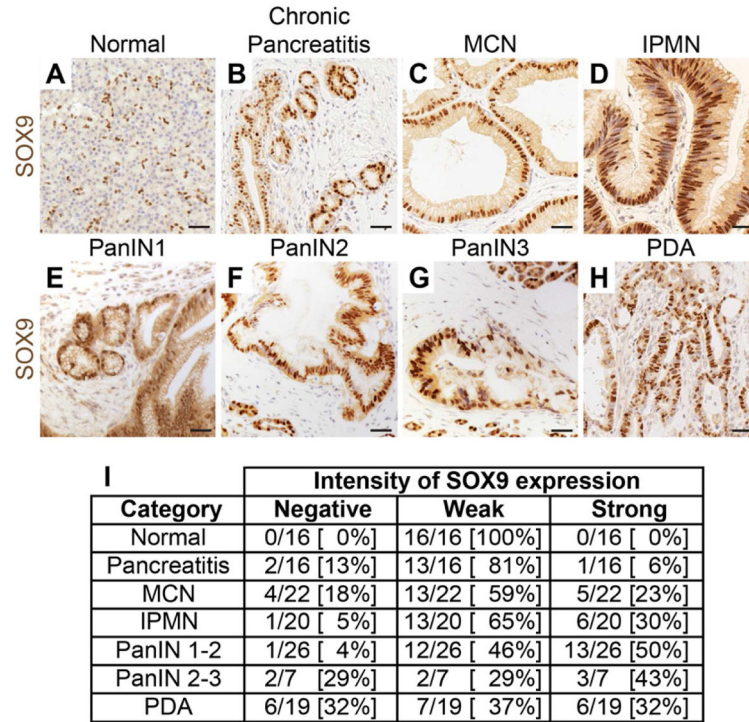 Chronic
Normal Pancreatitis MCN IPMN
SOX9 A B C D
PanIN1 PanIN2 PanIN3 PDA
SOX9 E F G H
I Intensity of SOX9 expression
Category Negative Weak Strong
Normal 0/16 [ 0%] 16/16 [100%] 0/16 [ 0%]
Pancreatitis 2/16 [13%] 13/16 [ 81%] 1/16 [ 6%]
MCN 4/22 [18%] 13/22 [ 59%] 5/22 [23%]
IPMN 1/20 [ 5%] 13/20 [ 65%] 6/20 [30%]
PanIN 1-2 1/26 [ 4%] 12/26 [ 46%] 13/26 [50%]
PanIN 2-3 2/7 [29%] 2/7 [ 29%] 3/7 [43%]
PDA 6/19 [32%] 7/19 [ 37%] 6/19 [32%]